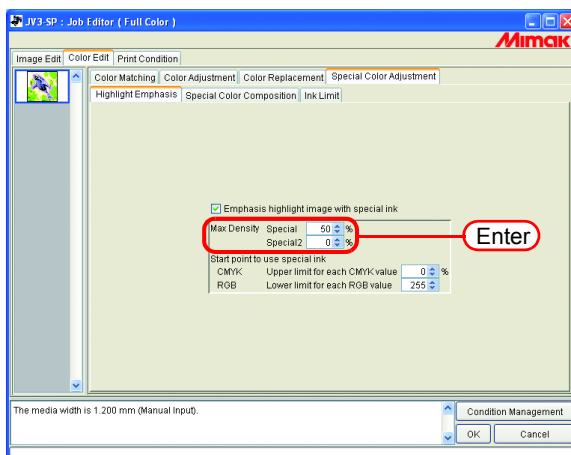 JV3-SP : Job Editor ( Full Color )
Mimak
Image Edit Color Edit Print Condition
Color Matching Color Adjustment Color Replacement Special Color Adjustment
Highlight Emphasis Special Color Composition Ink Limit
Emphasis highlight image with special ink
Max Density Special 50 %
Special2 0 %
Enter
Start point to use special ink
CMYK Upper limit for each CMYK value 0 %
RGB Lower limit for each RGB value 255
The media width is 1.200 mm (Manual Input).
Condition Management
OK Cancel